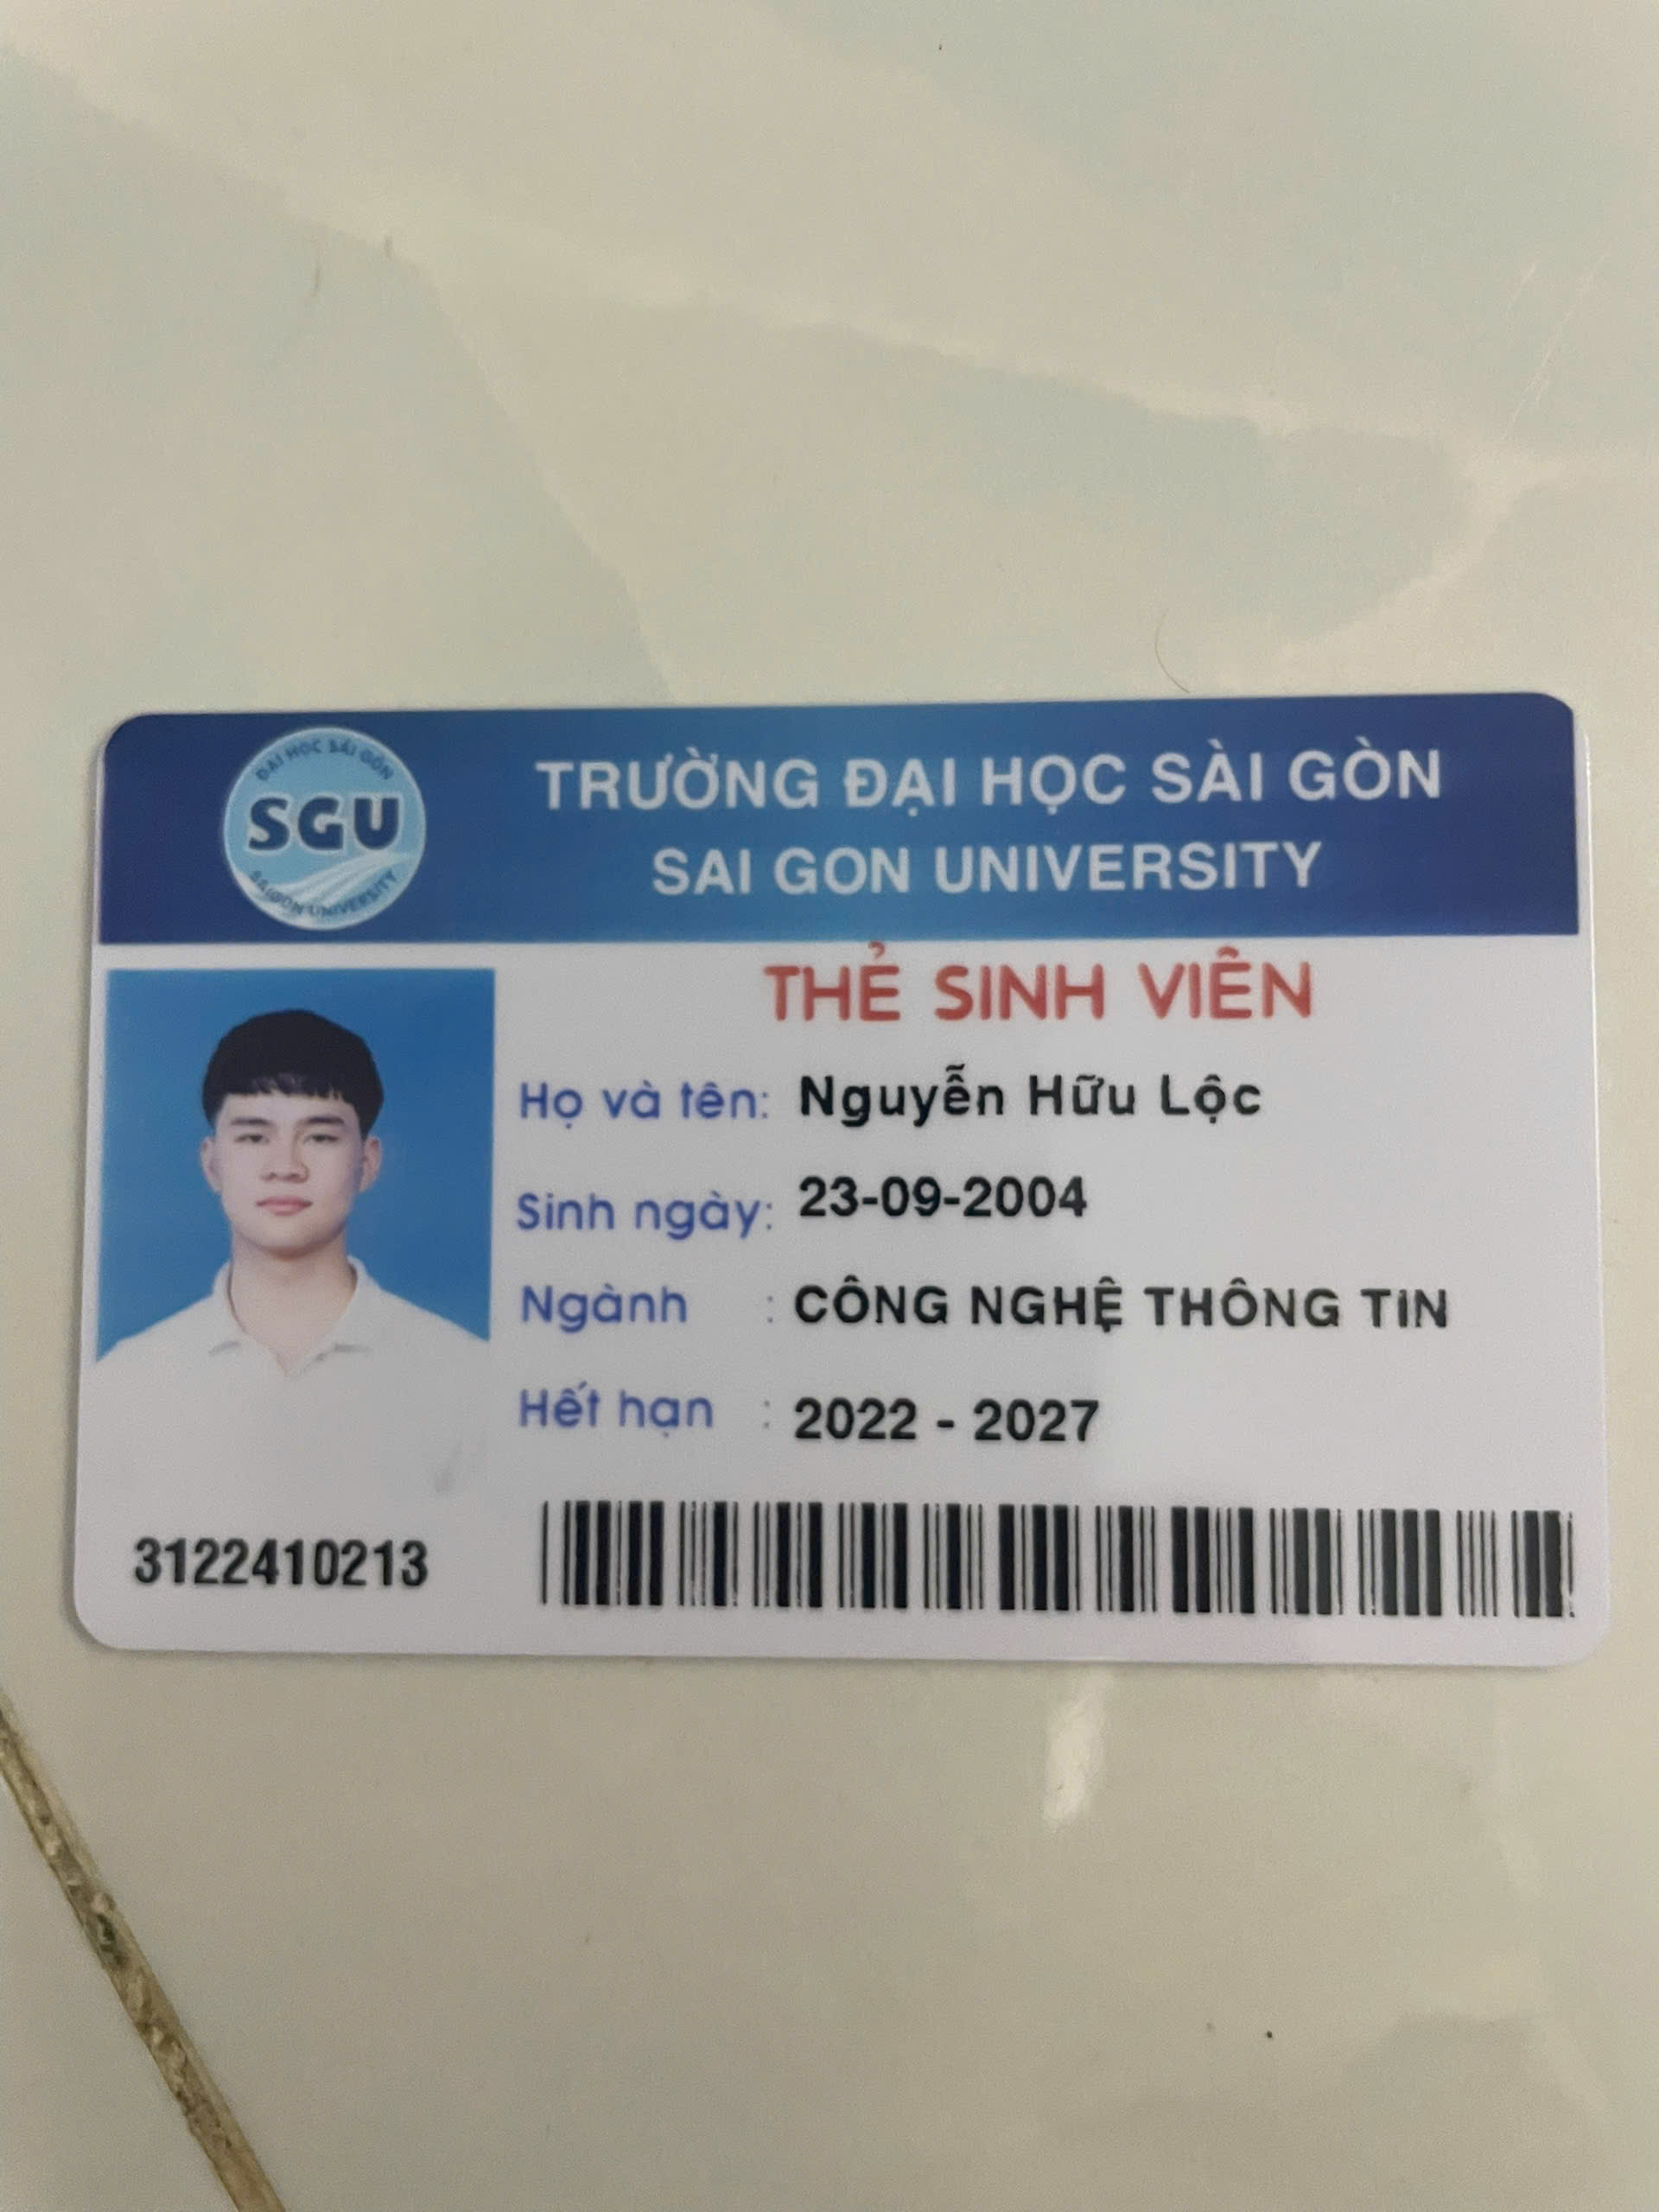 ĐẠI HỌC SÀI GÒN
SGU
SAIGON UNIVERSITY
TRƯỜNG ĐẠI HỌC SÀI GÒN
SAI GON UNIVERSITY
THẺ SINH VIÊN
Họ và tên: Nguyễn Hữu Lộc
Sinh ngày: 23-09-2004
Ngành : CÔNG NGHỆ THÔNG TIN
Hết hạn : 2022 - 2027
3122410213